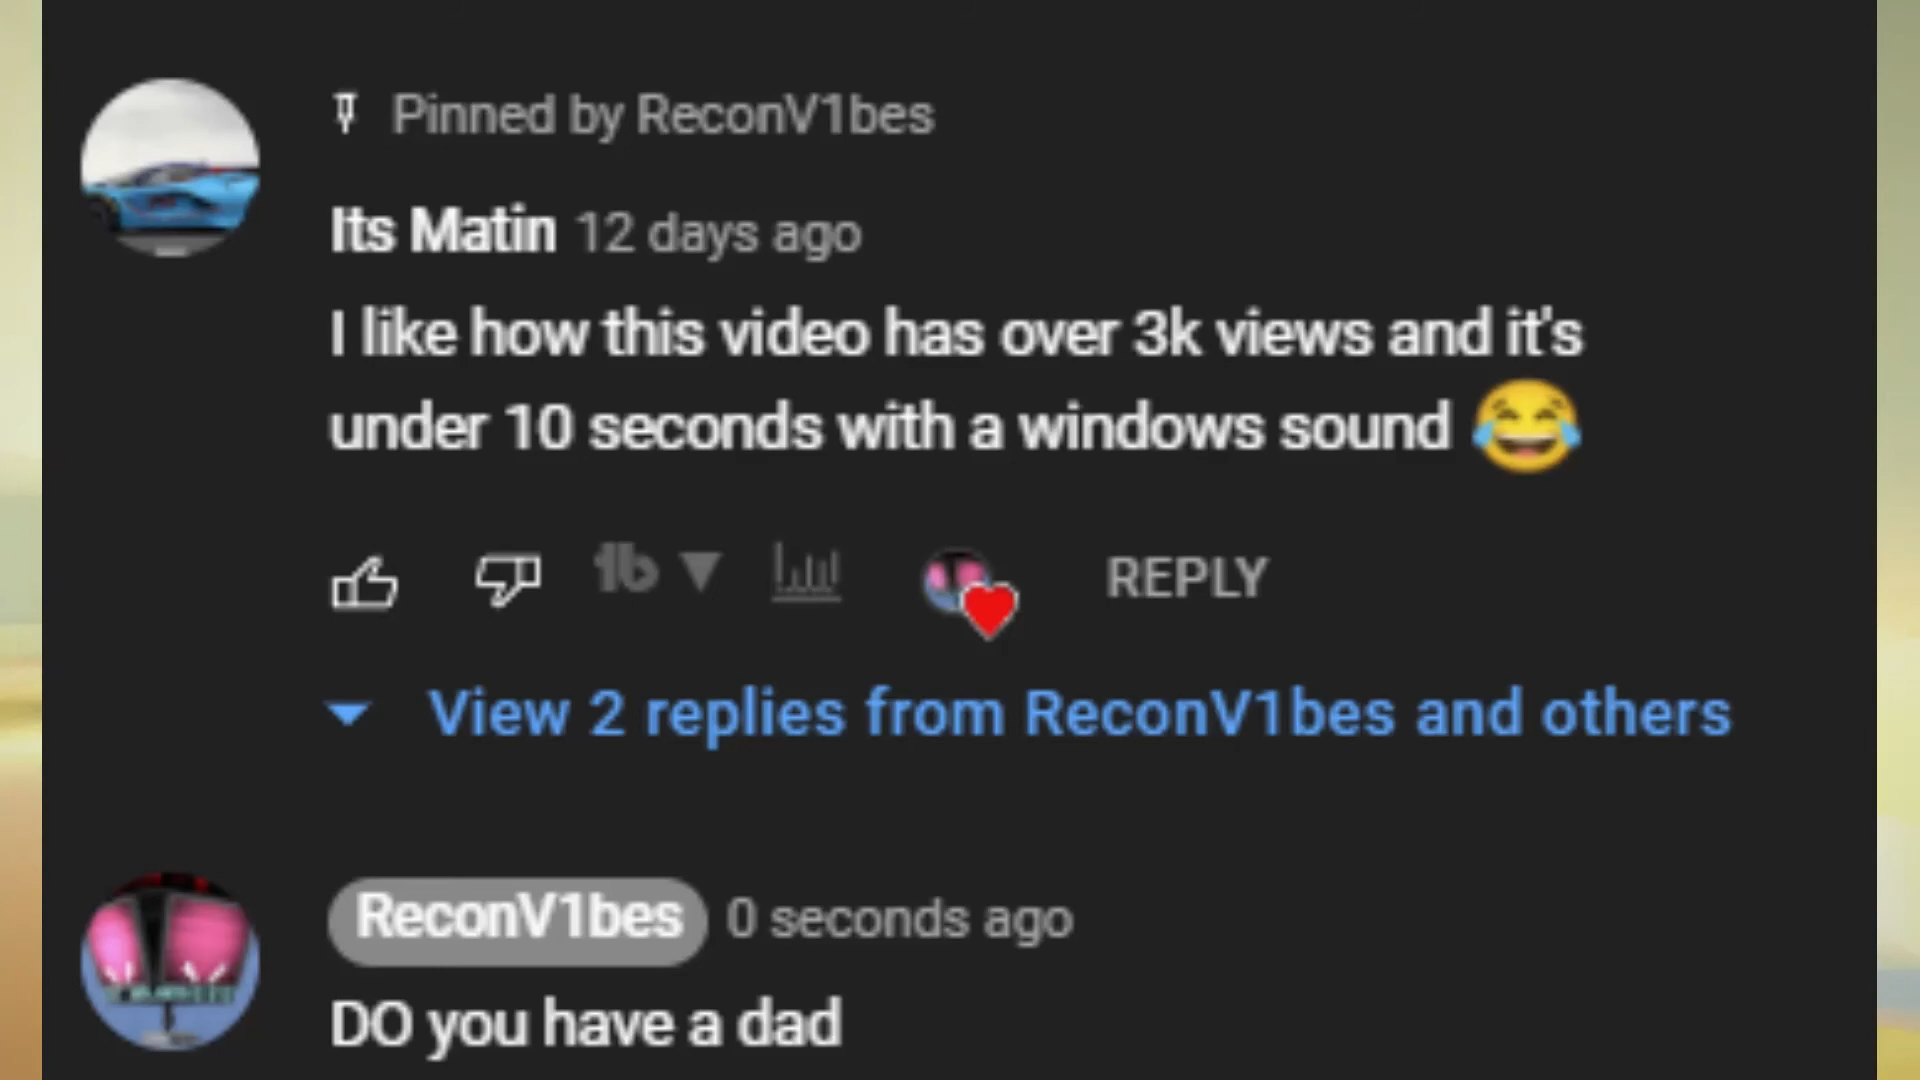 Pinned by ReconV1bes
Its Matin 12 days ago
I like how this video has over 3k views and it's
under 10 seconds with a windows sound 😂
REPLY
View 2 replies from ReconV1bes and others
ReconV1bes 0 seconds ago
DO you have a dad